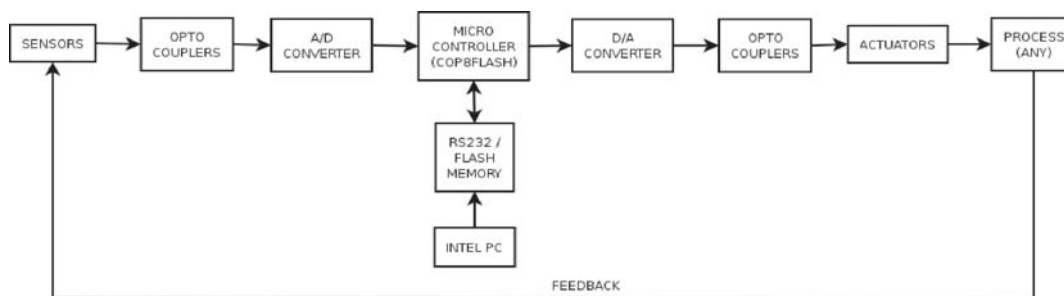 SENSORS
OPTO
COUPLERS
A/D
CONVERTER
MICRO
CONTROLLER
(COP8FLASH)
D/A
CONVERTER
OPTO
COUPLERS
ACTUATORS
PROCESS
(ANY)
RS232 /
FLASH
MEMORY
INTEL PC
FEEDBACK